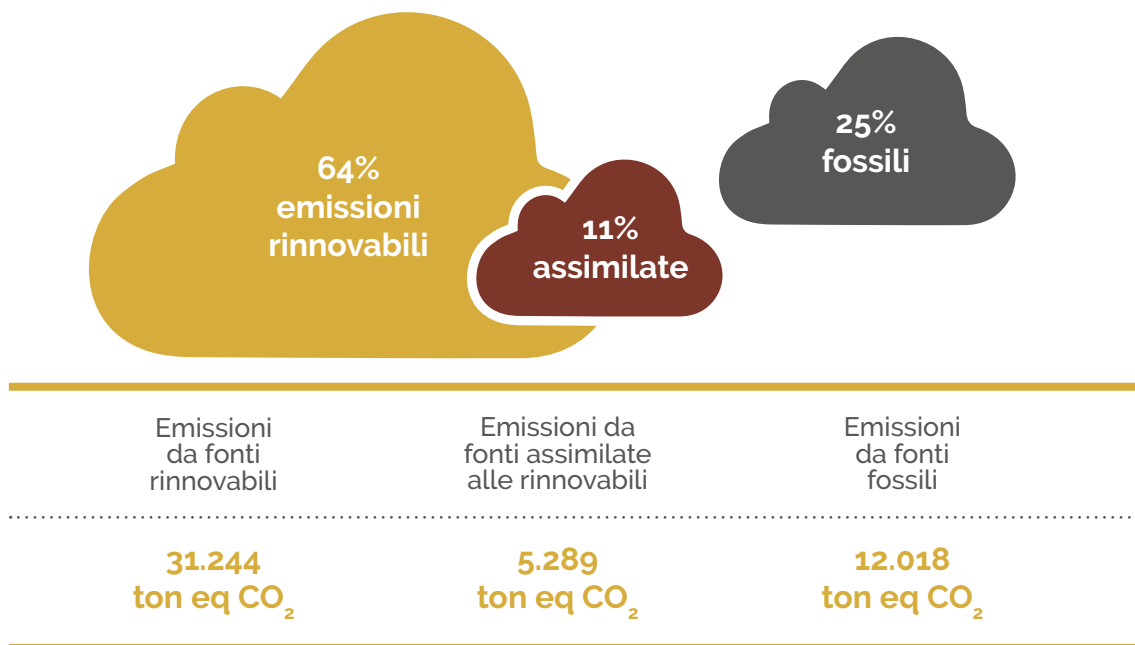 64%
emissioni
rinnovabili
11%
assimilate
25%
fossili
Emissioni
da fonti
rinnovabili
Emissioni da
fonti assimilate
alle rinnovabili
Emissioni
da fonti
fossili
31.244
ton eq CO₂
5.289
ton eq CO₂
12.018
ton eq CO₂